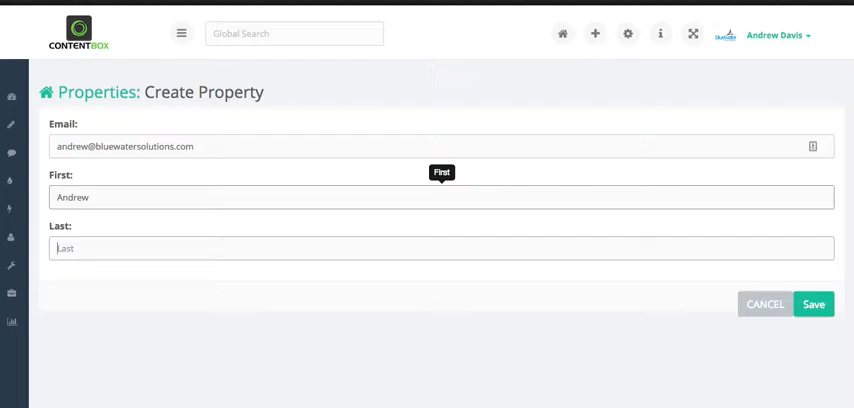 CONTENTBOX
Global Search
i
bluewater
Andrew Davis
Properties: Create Property
Email:
andrew@bluewatersolutions.com
First:
First
Andrew
Last:
Last
CANCEL
Save